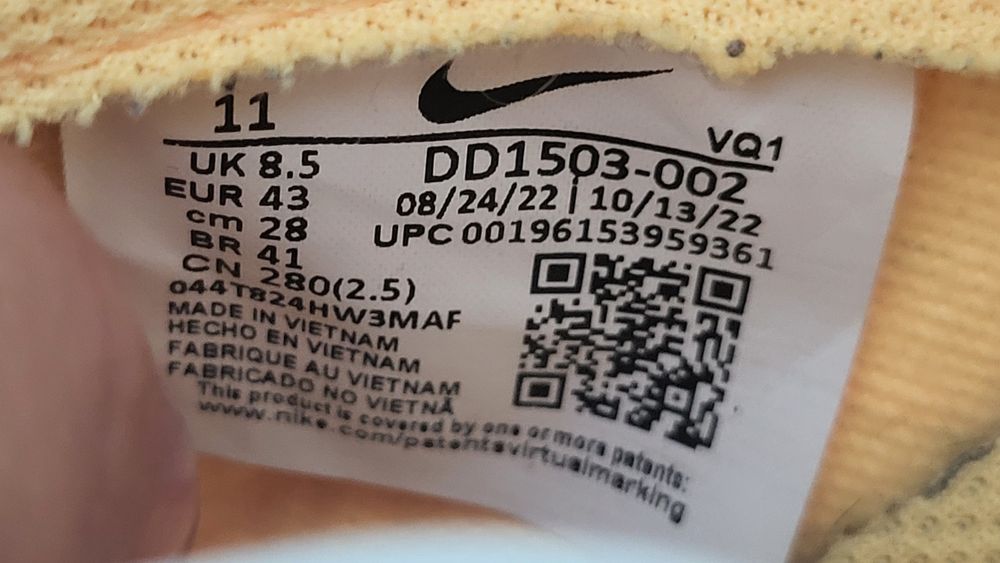 11
UK 8.5
EUR 43
cm 28
BR 41
CN 280(2.5)
044T824HW3MAF
MADE IN VIETNAM
HECHO EN VIETNAM
FABRIQUE AU VIETNAM
FABRICADO NO VIETNÃ
This product is covered by one or more patents:
www.nike.com/patentsvirtualmarking
VQ1
DD1503-002
08/24/22 | 10/13/22
UPC 00196153959361